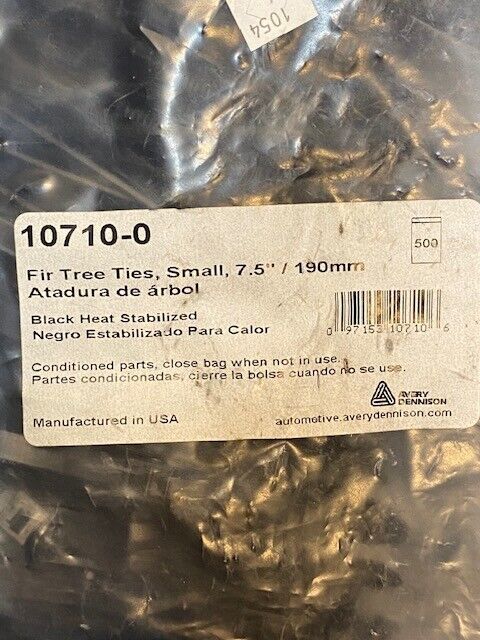 1054
10710-0
500
Fir Tree Ties, Small, 7.5" / 190mm
Atadura de árbol
Black Heat Stabilized
Negro Estabilizado Para Calor
0 97153 10710 6
Conditioned parts, close bag when not in use.
Partes condicionadas, cierre la bolsa cuando no se use.
AVERY
DENNISON
Manufactured in USA
automotive.averydennison.com